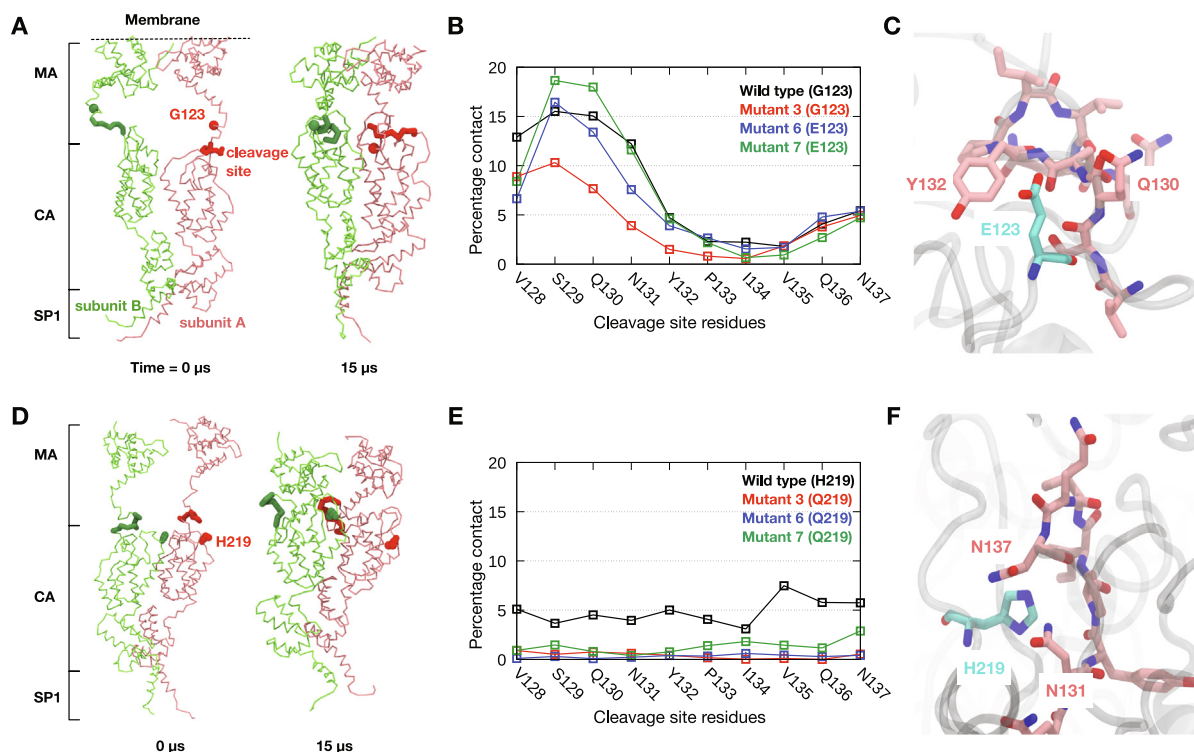 A
Membrane
MA
G123
cleavage
site
CA
SP1
subunit B
subunit A
Time = 0 µs
15 µs
B
Percentage contact
20
15
10
5
0
Wild type (G123)
Mutant 3 (G123)
Mutant 6 (E123)
Mutant 7 (E123)
V128
S129
Q130
N131
Y132
P133
I134
V135
Q136
N137
Cleavage site residues
C
Y132
Q130
E123
D
MA
H219
CA
SP1
0 µs
15 µs
E
Percentage contact
20
15
10
5
0
Wild type (H219)
Mutant 3 (Q219)
Mutant 6 (Q219)
Mutant 7 (Q219)
V128
S129
Q130
N131
Y132
P133
I134
V135
Q136
N137
Cleavage site residues
F
N137
H219
N131